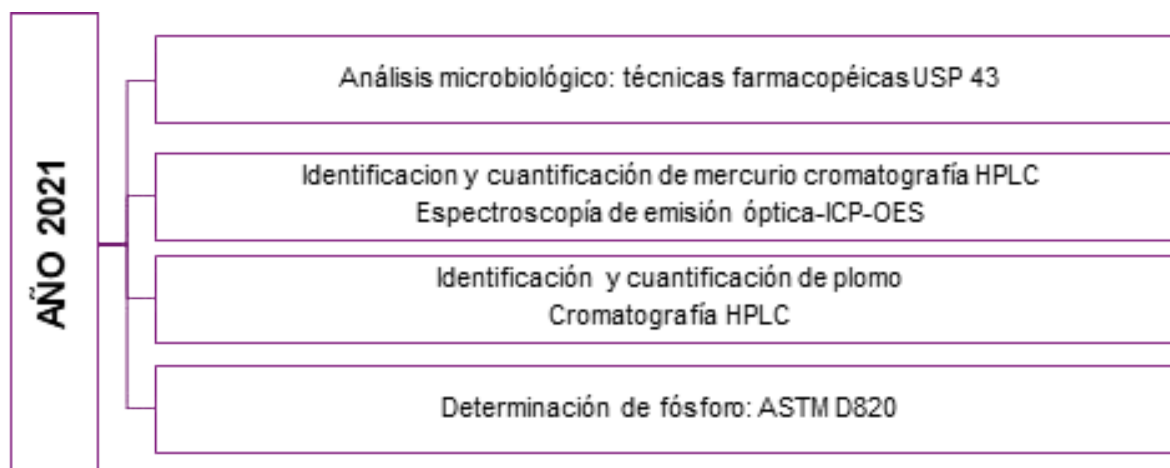 AÑO 2021
Análisis microbiológico: técnicas farmacopéicas USP 43
Identificacion y cuantificación de mercurio cromatografía HPLC
Espectroscopía de emisión óptica-ICP-OES
Identificación y cuantificación de plomo
Cromatografía HPLC
Determinación de fósforo: ASTM D820